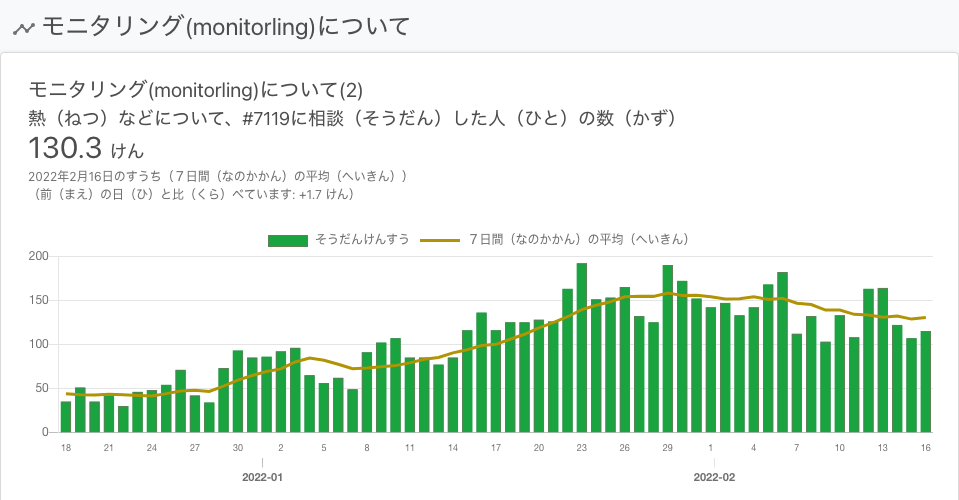 モニタリング(monitorling)について
モニタリング(monitorling)について(2)
熱（ねつ）などについて、#7119に相談（そうだん）した人（ひと）の数（かず）
130.3 けん
2022年2月16日のすうち（７日間（なのかかん）の平均（へいきん））
（前（まえ）の日（ひ）と比（くら）べています: +1.7 けん）
そうだんけんすう ７日間（なのかかん）の平均（へいきん）
200
150
100
50
0
18 21 24 27 30 2 5 8 11 14 17 20 23 26 29 1 4 7 10 13 16
2022-01 2022-02